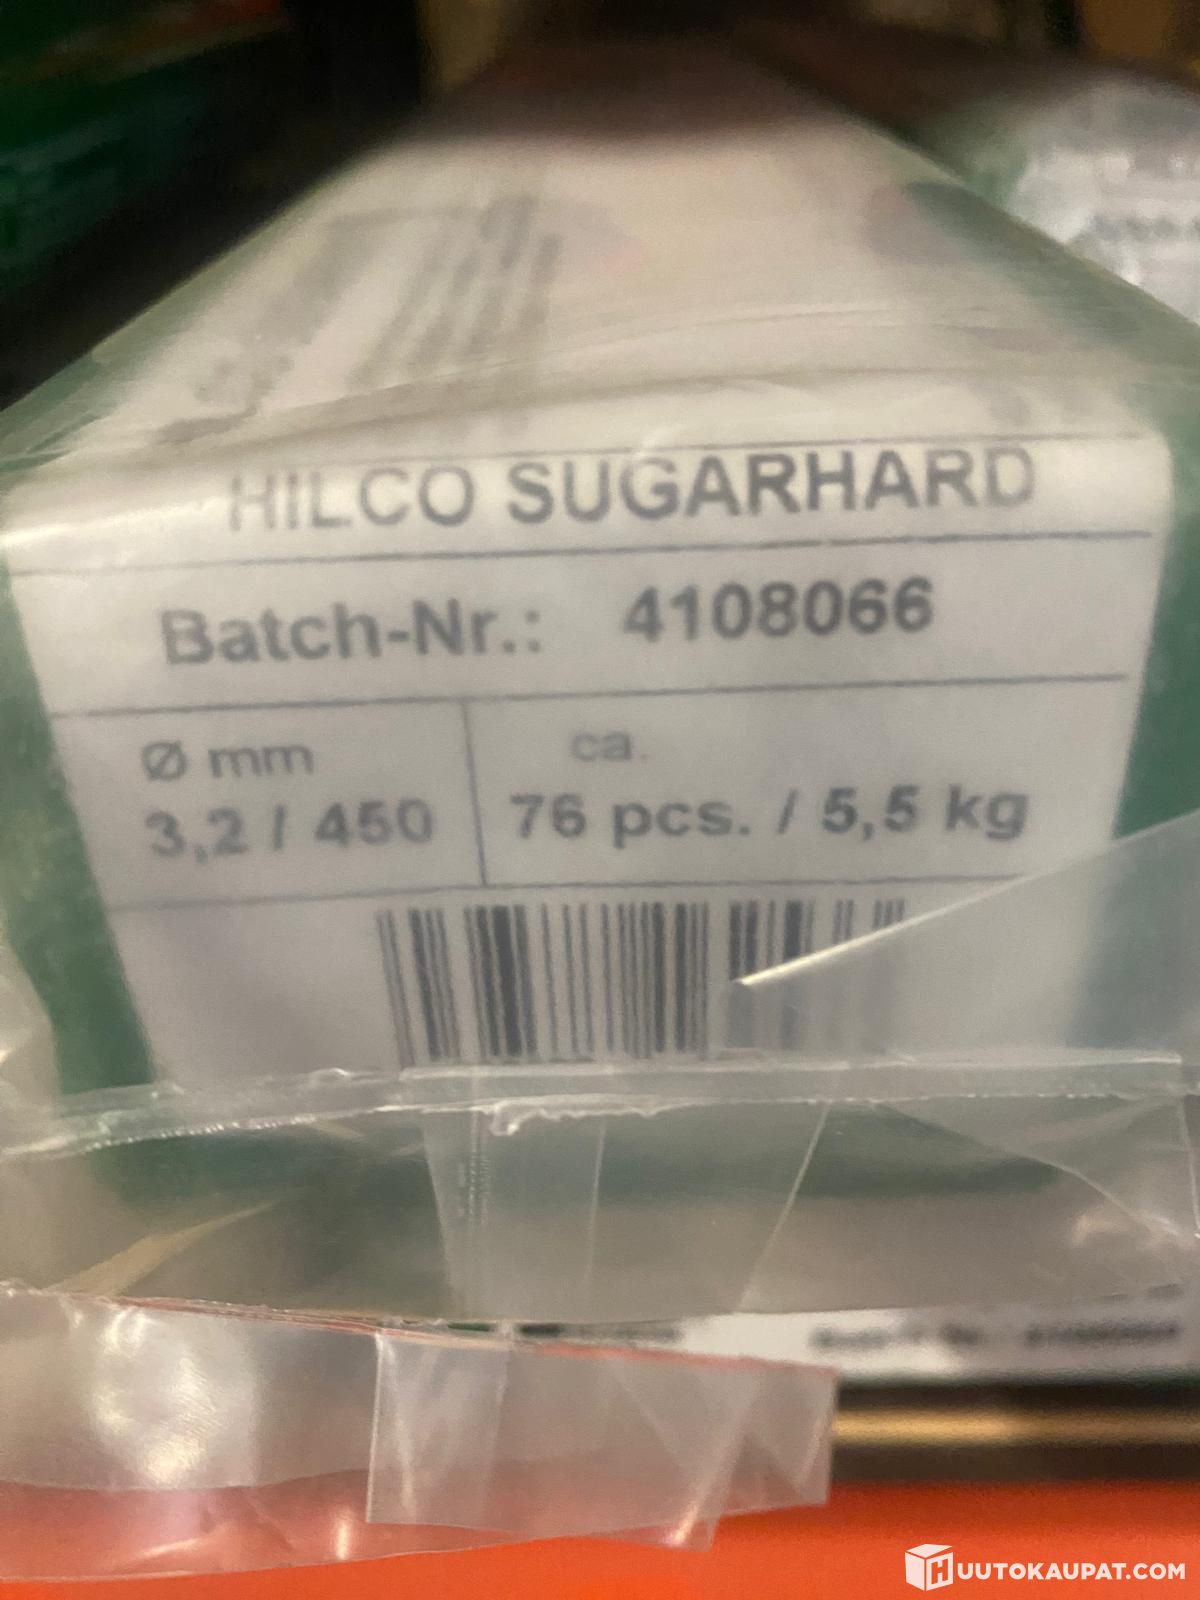 HILCO SUGARHARD
Batch-Nr.: 4108066
Ø mm
3,2 / 450
ca.
76 pcs. / 5,5 kg
HUUTOKAUPAT.COM